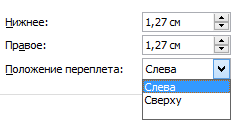 Нижнее: 1,27 см
Правое: 1,27 см
Положение переплета: Слева
Слева
Сверху